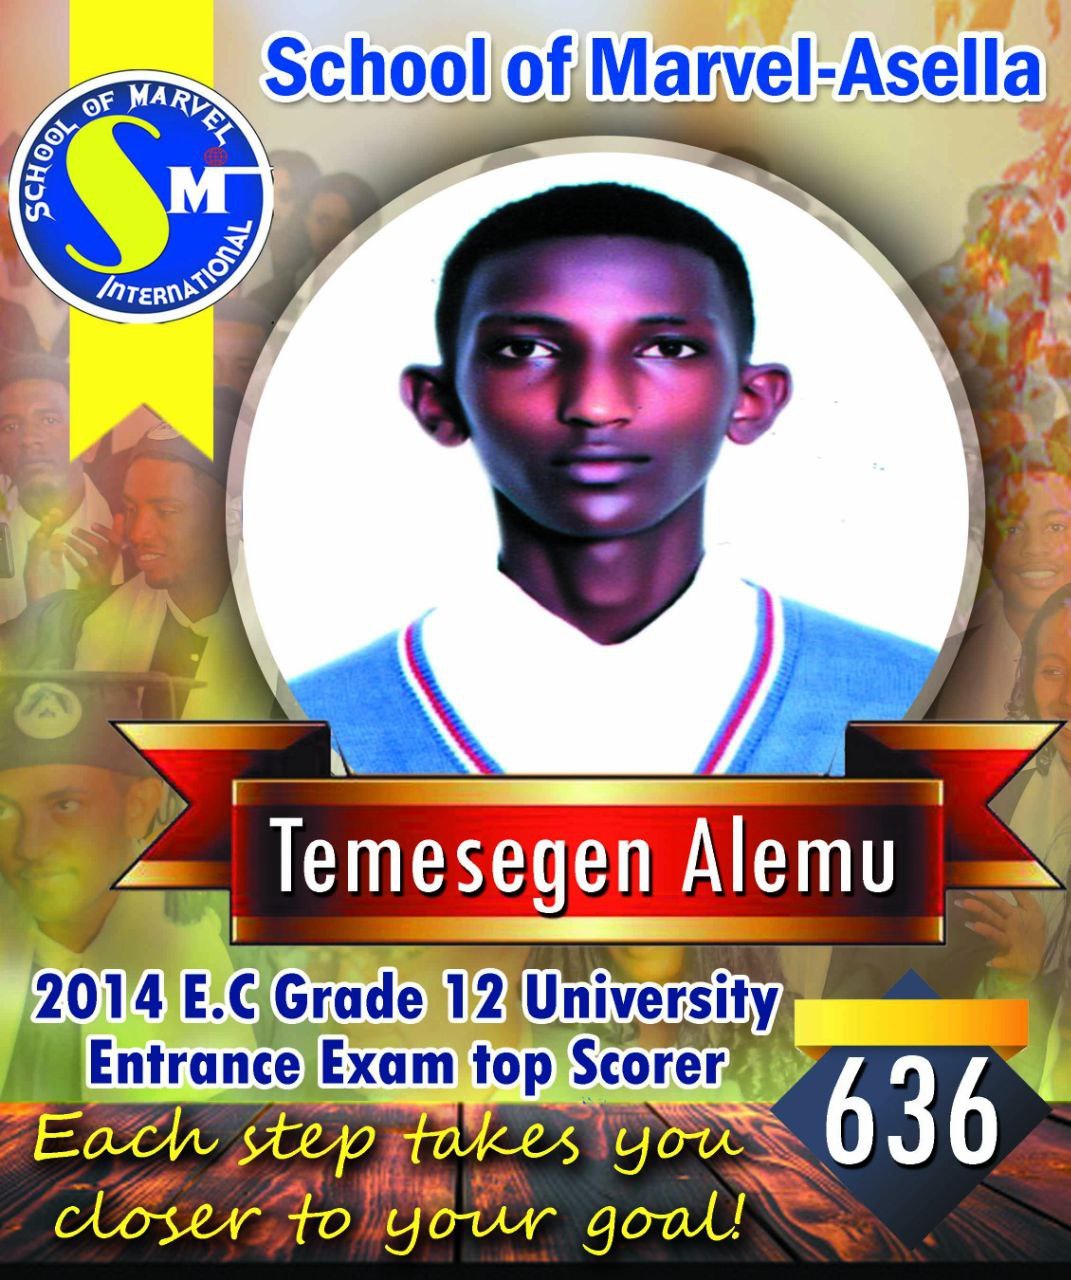 School of Marvel-Asella
SCHOOL OF MARVEL
SM
INTERNATIONAL
Temesegen Alemu
2014 E.C Grade 12 University
Entrance Exam top Scorer
636
Each step takes you
closer to your goal!